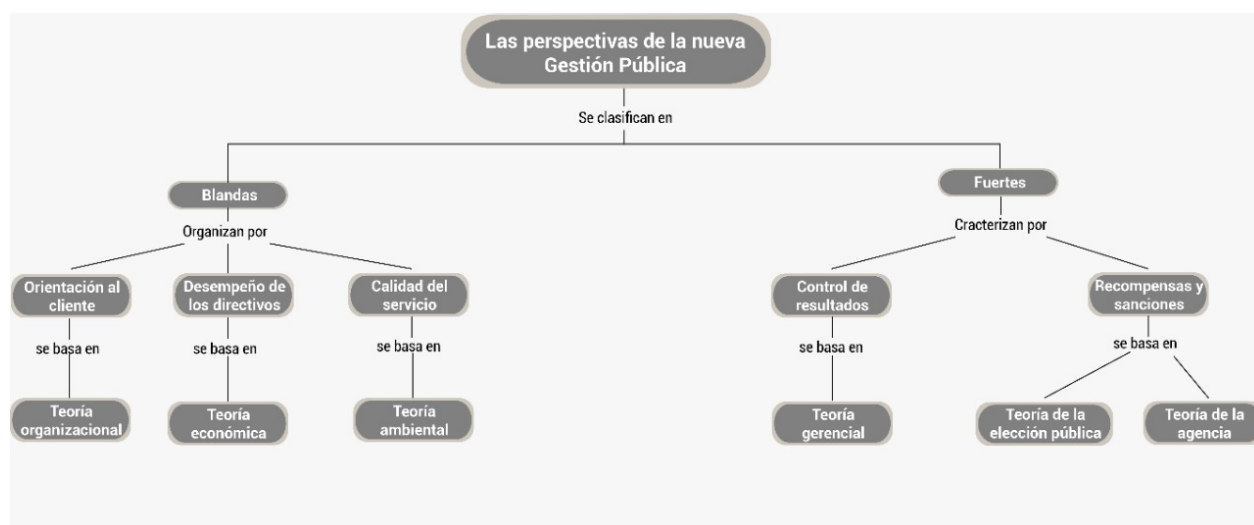 Las perspectivas de la nueva
Gestión Pública
Se clasifican en
Blandas
Fuertes
Organizan por
Cracterizan por
Orientación al
cliente
Desempeño de
los directivos
Calidad del
servicio
Control de
resultados
Recompensas y
sanciones
se basa en
se basa en
se basa en
se basa en
se basa en
Teoría
organizacional
Teoría
económica
Teoría
ambiental
Teoría
gerencial
Teoría de la
elección pública
Teoría de la
agencia